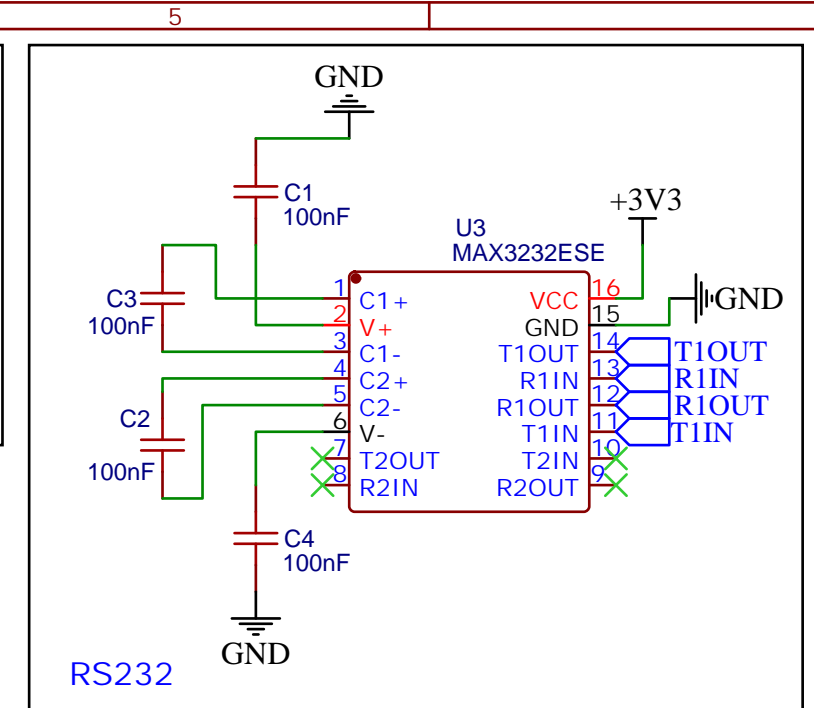 5
GND
C1
100nF
+3V3
U3
MAX3232ESE
C3
100nF
1 C1+
2 V+
3 C1-
4 C2+
5 C2-
6 V-
7 T2OUT
8 R2IN
VCC 16
GND 15
T1OUT 14
R1IN 13
R1OUT 12
T1IN 11
T2IN 10
R2OUT 9
GND
T1OUT
R1IN
R1OUT
T1IN
C2
100nF
C4
100nF
GND
RS232